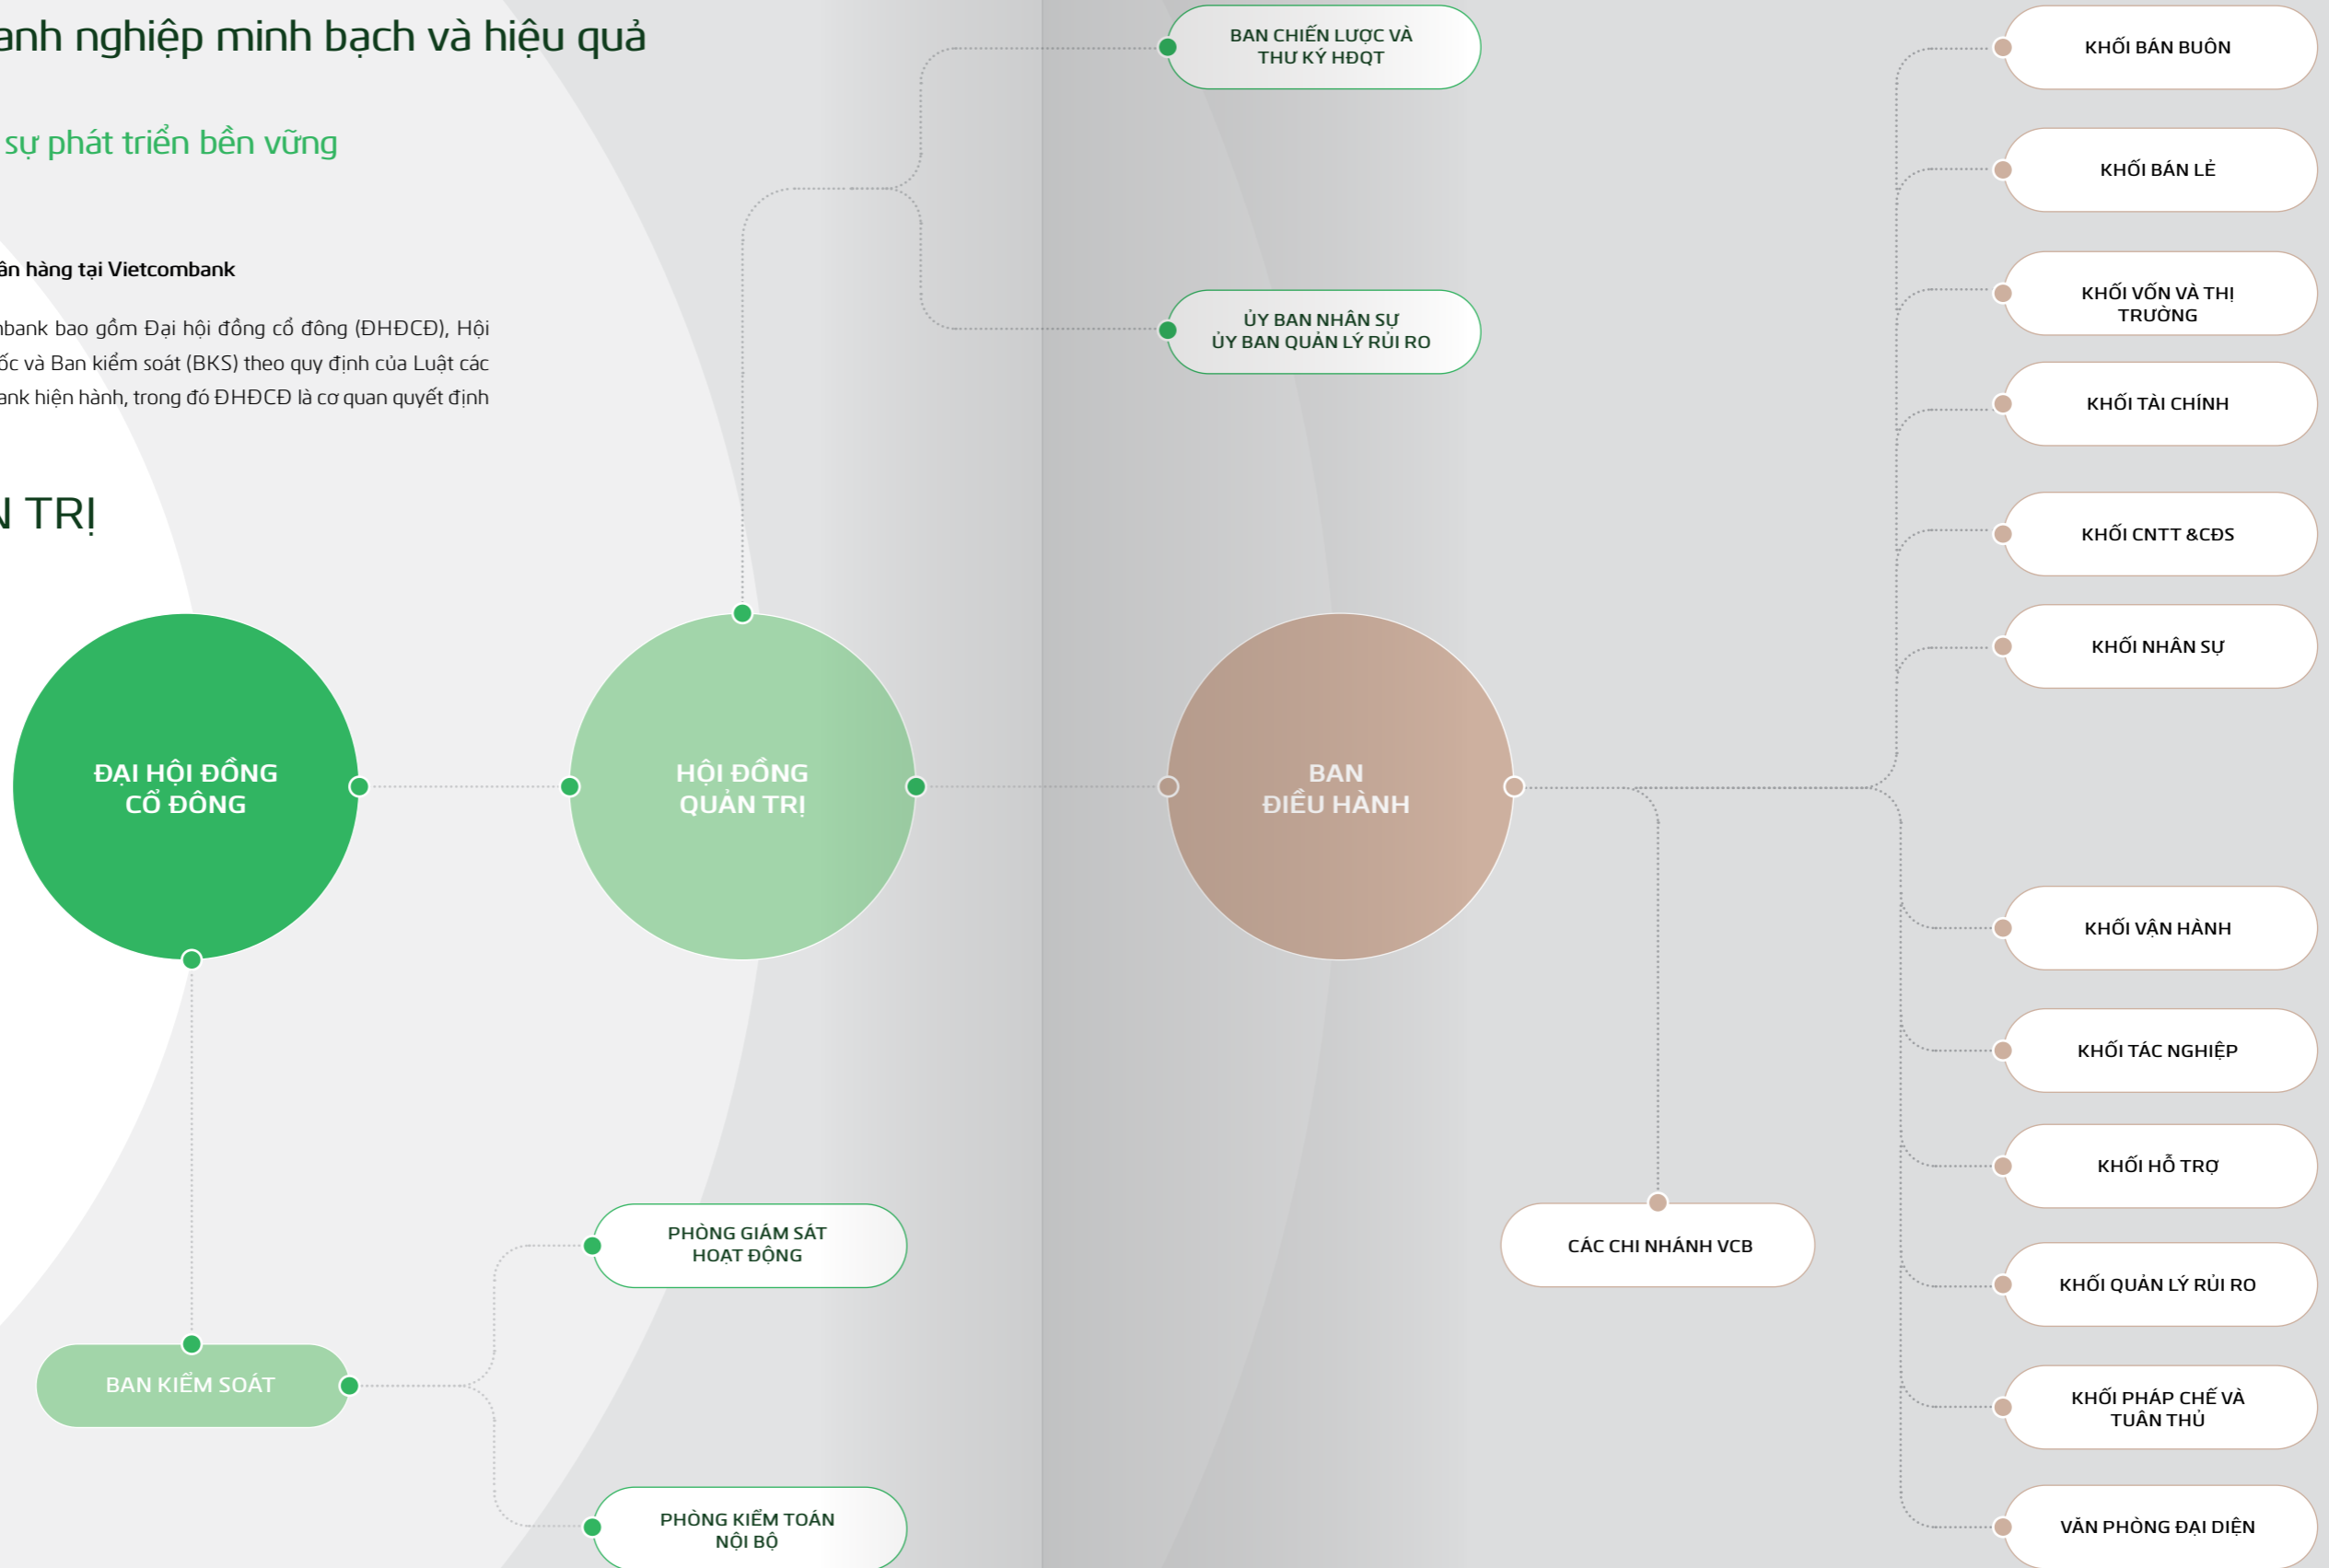 anh nghiệp minh bạch và hiệu quả
sự phát triển bền vững
ân hàng tại Vietcombank
nbank bao gồm Đại hội đồng cổ đông (ĐHĐCĐ), Hội
ốc và Ban kiểm soát (BKS) theo quy định của Luật các
ank hiện hành, trong đó ĐHĐCĐ là cơ quan quyết định
N TRỊ
ĐẠI HỘI ĐỒNG
CỔ ĐÔNG
HỘI ĐỒNG
QUẢN TRỊ
BAN
ĐIỀU HÀNH
BAN CHIẾN LƯỢC VÀ
THƯ KÝ HĐQT
ỦY BAN NHÂN SỰ
ỦY BAN QUẢN LÝ RỦI RO
BAN KIỂM SOÁT
PHÒNG GIÁM SÁT
HOẠT ĐỘNG
PHÒNG KIỂM TOÁN
NỘI BỘ
CÁC CHI NHÁNH VCB
KHỐI BÁN BUÔN
KHỐI BÁN LẺ
KHỐI VỐN VÀ THỊ
TRƯỜNG
KHỐI TÀI CHÍNH
KHỐI CNTT &CĐS
KHỐI NHÂN SỰ
KHỐI VẬN HÀNH
KHỐI TÁC NGHIỆP
KHỐI HỖ TRỢ
KHỐI QUẢN LÝ RỦI RO
KHỐI PHÁP CHẾ VÀ
TUÂN THỦ
VĂN PHÒNG ĐẠI DIỆN